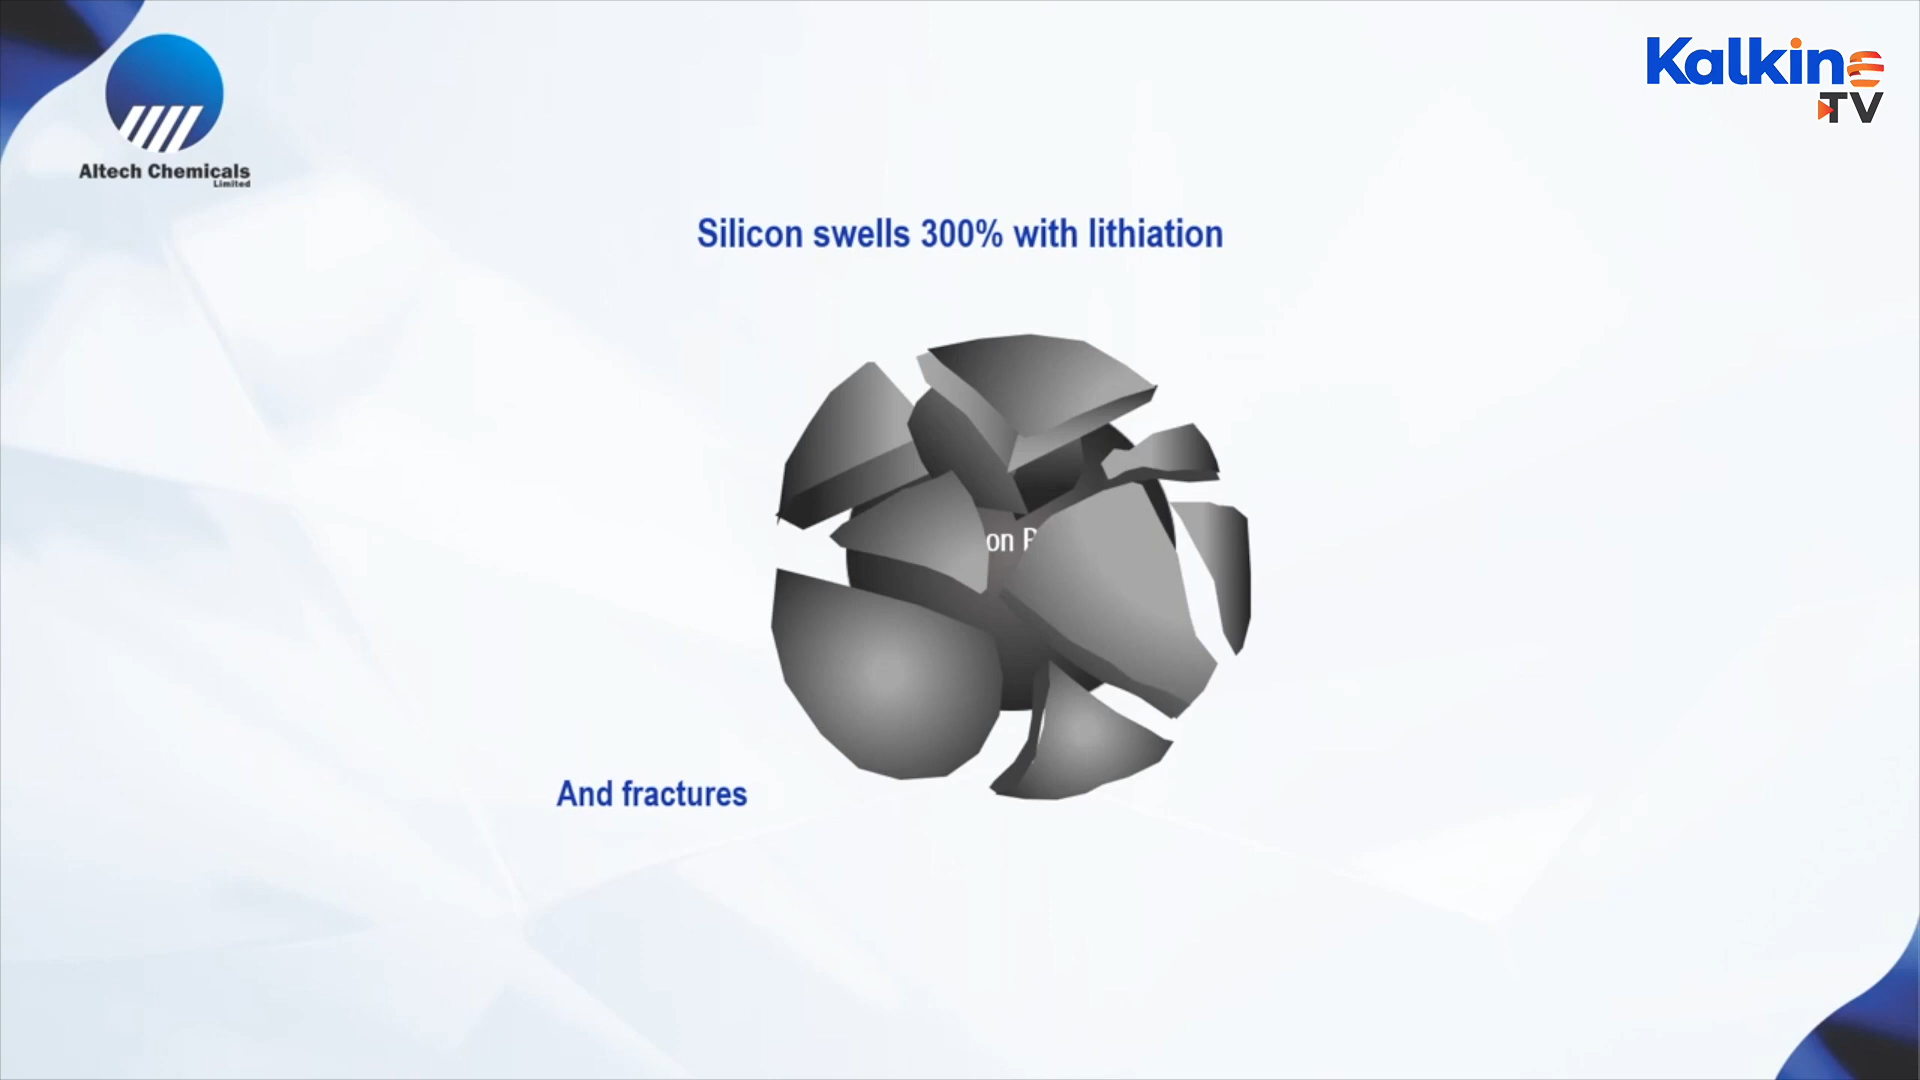 Altech Chemicals
Limited
Kalkine
TV
Silicon swells 300% with lithiation
on
And fractures